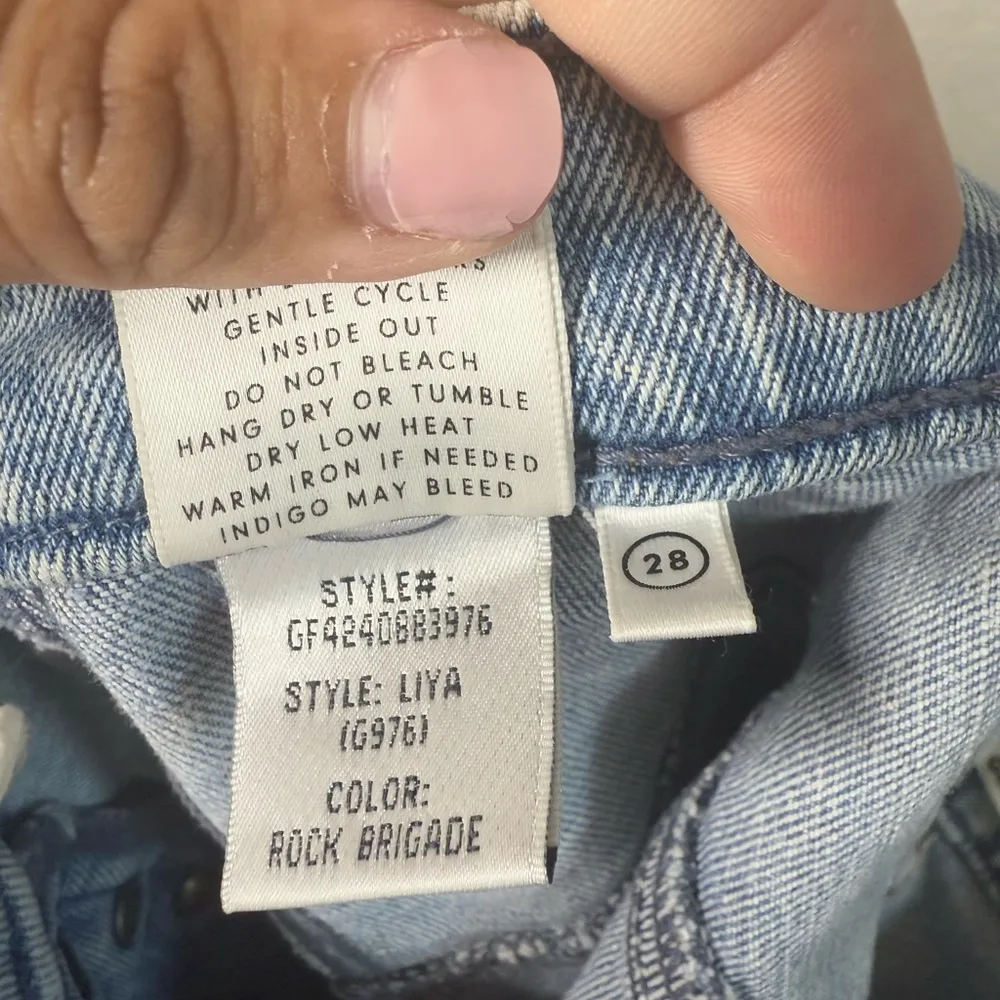 WITH
GENTLE CYCLE
INSIDE OUT
DO NOT BLEACH
HANG DRY OR TUMBLE
DRY LOW HEAT
WARM IRON IF NEEDED
INDIGO MAY BLEED
STYLE#:
GF4240883976
STYLE: LIYA
(G976)
COLOR:
ROCK BRIGADE
28